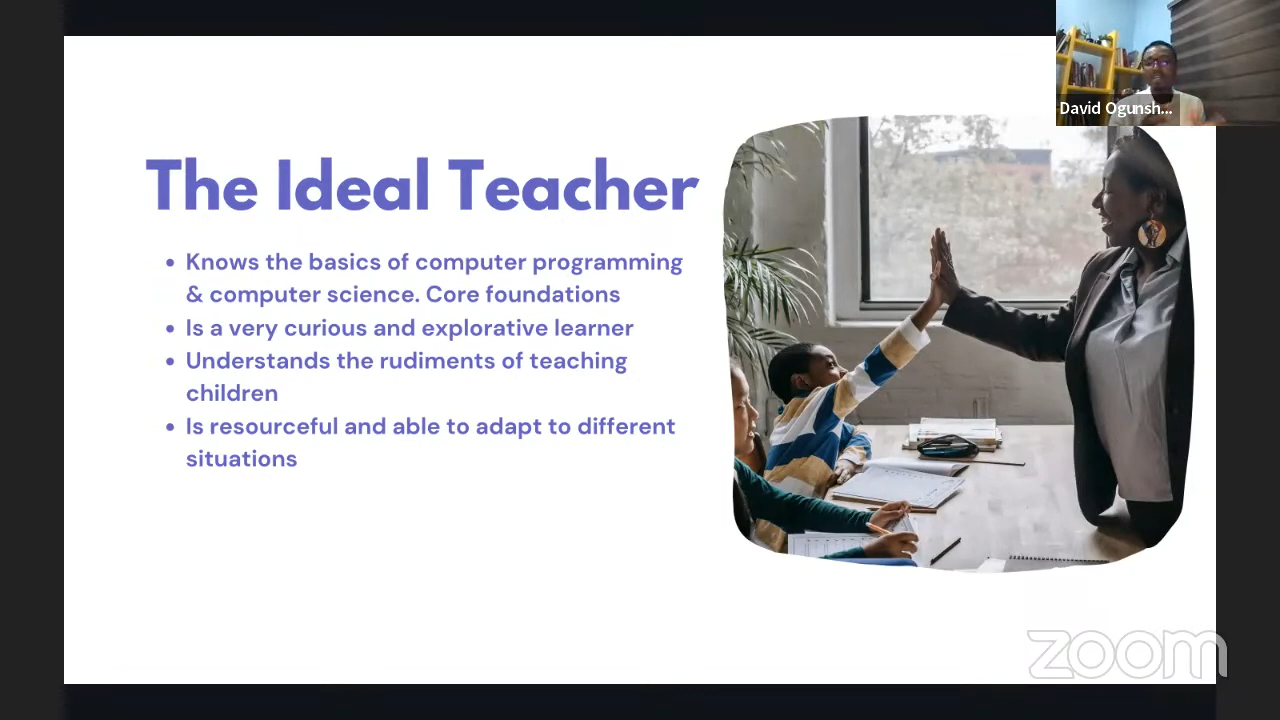 David Ogunsh...
The Ideal Teacher
• Knows the basics of computer programming
& computer science. Core foundations
• Is a very curious and explorative learner
• Understands the rudiments of teaching
children
• Is resourceful and able to adapt to different
situations
zoom